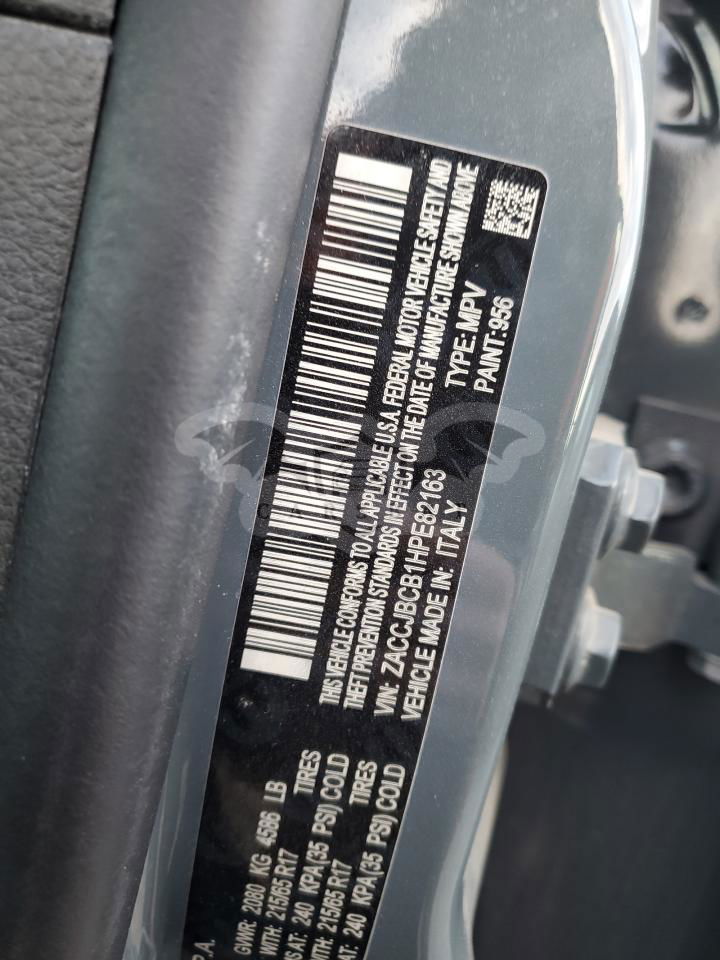 P.A.
GVWR: 2080 KG 4586 LB
WITH: 215/65 R17 TIRES
AT: 240 KPA(35 PSI) COLD
WITH: 215/65 R17 TIRES
AT: 240 KPA(35 PSI) COLD
THIS VEHICLE CONFORMS TO ALL APPLICABLE U.S.A. FEDERAL MOTOR VEHICLE SAFETY AND
THEFT PREVENTION STANDARDS IN EFFECT ON THE DATE OF MANUFACTURE SHOWN ABOVE
VIN: ZACCJBCB1HPE82163 TYPE: MPV
VEHICLE MADE IN: ITALY PAINT: 956